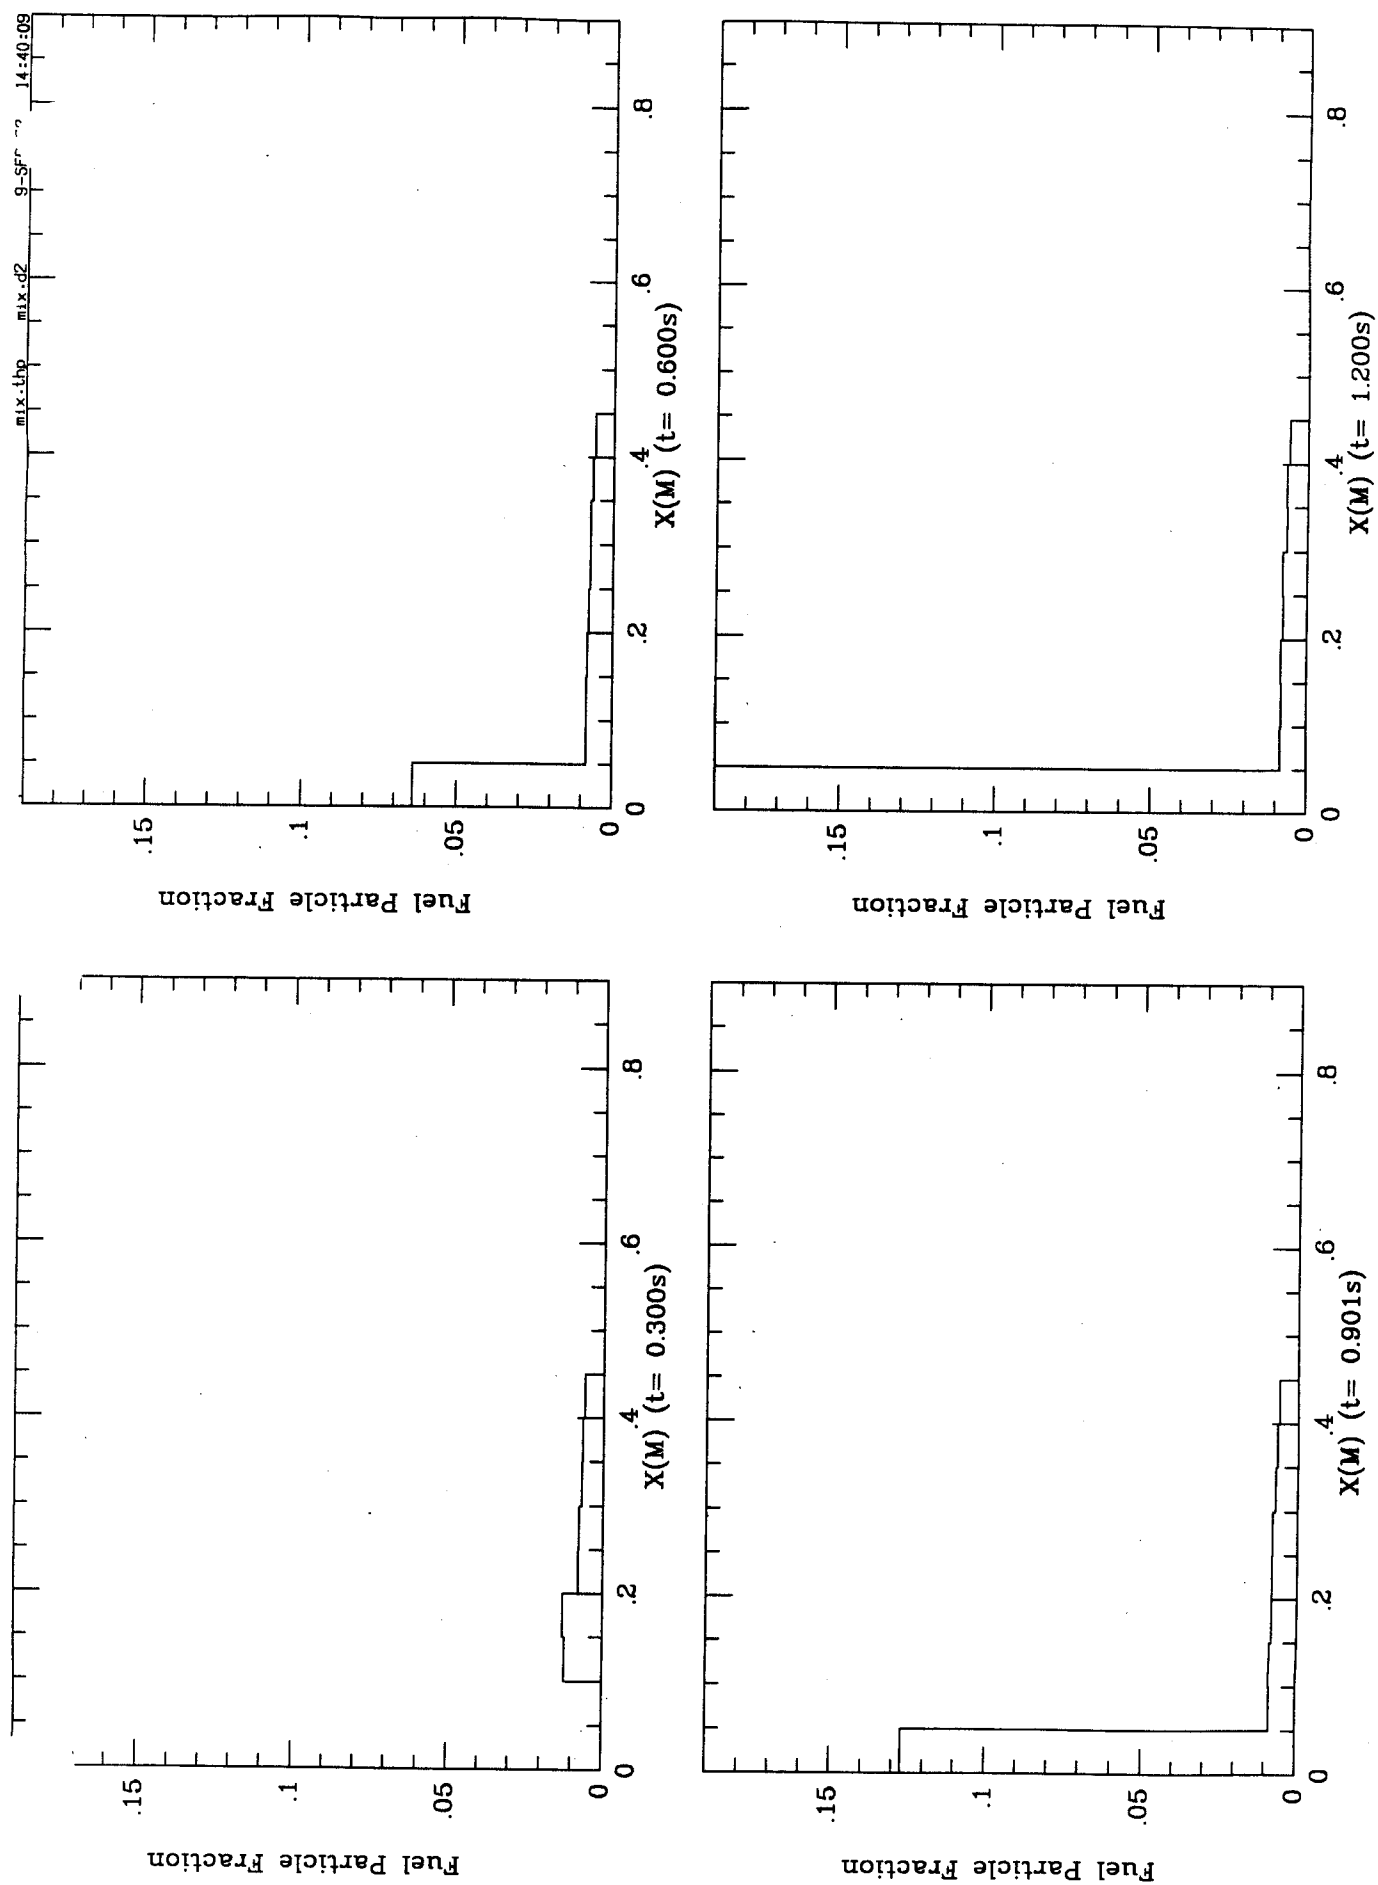 mix.thp mix.d2 14:40:09
Fuel Particle Fraction
.15
.1
.05
0
0 .2 .4 .6 .8
X(M) (t= 0.300s)
Fuel Particle Fraction
.15
.1
.05
0
0 .2 .4 .6 .8
X(M) (t= 0.600s)
Fuel Particle Fraction
.15
.1
.05
0
0 .2 .4 .6 .8
X(M) (t= 0.901s)
Fuel Particle Fraction
.15
.1
.05
0
0 .2 .4 .6 .8
X(M) (t= 1.200s)